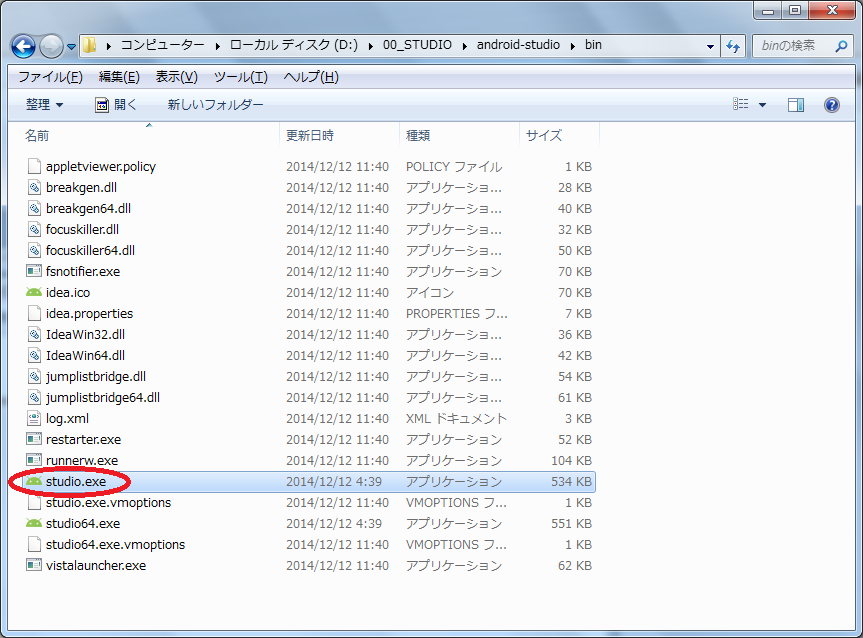 コンピューター ローカル ディスク (D:) 00_STUDIO android-studio bin binの検索
ファイル(F) 編集(E) 表示(V) ツール(T) ヘルプ(H)
整理 開く 新しいフォルダー
名前 更新日時 種類 サイズ
appletviewer.policy 2014/12/12 11:40 POLICY ファイル 1 KB
breakgen.dll 2014/12/12 11:40 アプリケーショ... 28 KB
breakgen64.dll 2014/12/12 11:40 アプリケーショ... 40 KB
focuskiller.dll 2014/12/12 11:40 アプリケーショ... 32 KB
focuskiller64.dll 2014/12/12 11:40 アプリケーショ... 50 KB
fsnotifier.exe 2014/12/12 11:40 アプリケーション 70 KB
idea.ico 2014/12/12 11:40 アイコン 70 KB
idea.properties 2014/12/12 11:40 PROPERTIES フ... 7 KB
IdeaWin32.dll 2014/12/12 11:40 アプリケーショ... 36 KB
IdeaWin64.dll 2014/12/12 11:40 アプリケーショ... 42 KB
jumplistbridge.dll 2014/12/12 11:40 アプリケーショ... 54 KB
jumplistbridge64.dll 2014/12/12 11:40 アプリケーショ... 61 KB
log.xml 2014/12/12 11:40 XML ドキュメント 3 KB
restarter.exe 2014/12/12 11:40 アプリケーション 52 KB
runnerw.exe 2014/12/12 11:40 アプリケーション 104 KB
studio.exe 2014/12/12 4:39 アプリケーション 534 KB
studio.exe.vmoptions 2014/12/12 11:40 VMOPTIONS フ... 1 KB
studio64.exe 2014/12/12 4:39 アプリケーション 551 KB
studio64.exe.vmoptions 2014/12/12 11:40 VMOPTIONS フ... 1 KB
vistalauncher.exe 2014/12/12 11:40 アプリケーション 62 KB